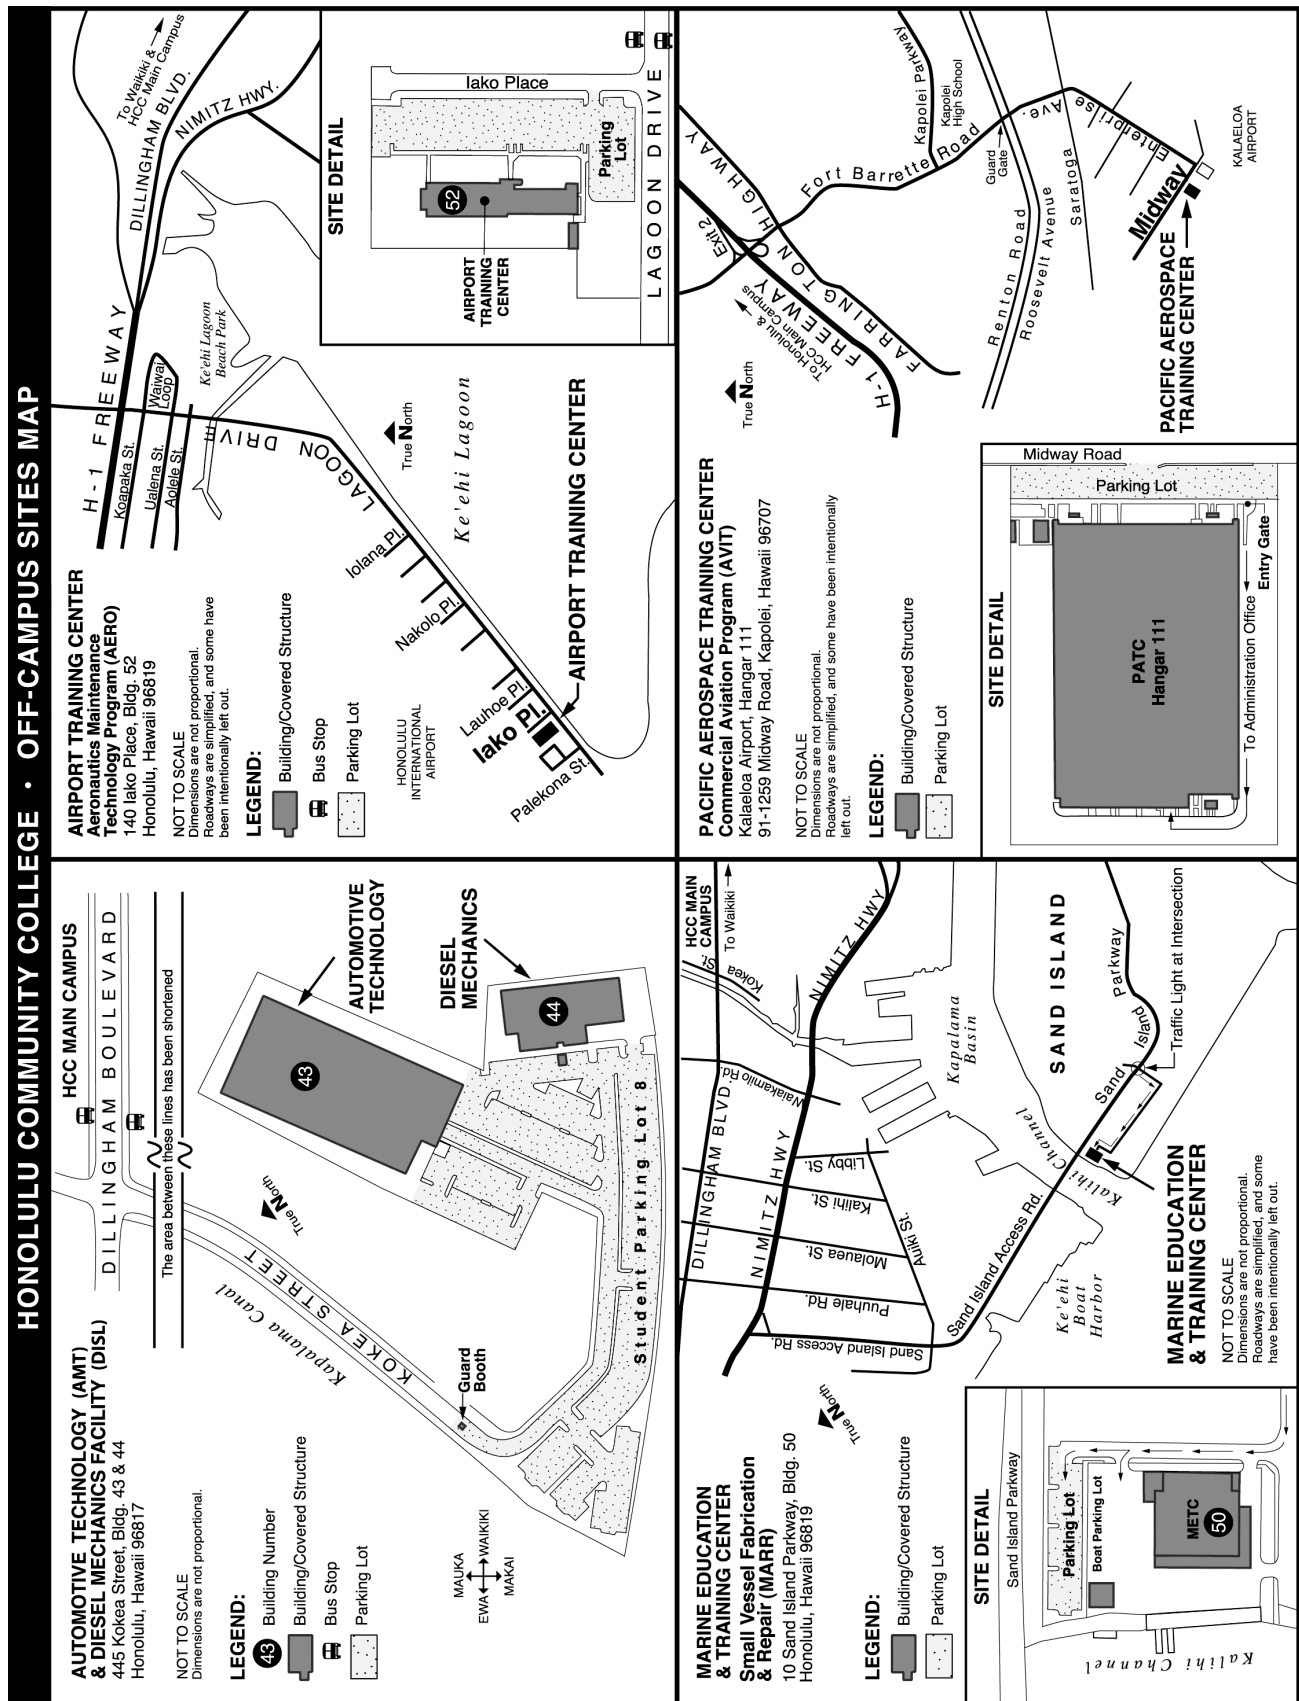 HONOLULU COMMUNITY COLLEGE • OFF-CAMPUS SITES MAP
AUTOMOTIVE TECHNOLOGY (AMT)
& DIESEL MECHANICS FACILITY (DISL)
445 Kokea Street, Bldg. 43 & 44
Honolulu, Hawaii 96817
NOT TO SCALE
Dimensions are not proportional.
LEGEND:
43 Building Number
Building/Covered Structure
Bus Stop
Parking Lot
MAUKA
EWA WAIKIKI
MAKAI
HCC MAIN CAMPUS
DILLINGHAM BOULEVARD
The area between these lines has been shortened
True North
KOKEA STREET
Kapalama Canal
Guard
Booth
43
AUTOMOTIVE
TECHNOLOGY
DIESEL
MECHANICS
44
Student Parking Lot 8
AIRPORT TRAINING CENTER
Aeronautics Maintenance
Technology Program (AERO)
140 Iako Place, Bldg. 52
Honolulu, Hawaii 96819
NOT TO SCALE
Dimensions are not proportional.
Roadways are simplified, and some have
been intentionally left out.
LEGEND:
Building/Covered Structure
Bus Stop
Parking Lot
HONOLULU
INTERNATIONAL
AIRPORT
H-1 FREEWAY
Koapaka St.
Ualena St.
Aolele St.
Waiwai
Loop
To Waikiki &
HCC Main Campus
DILLINGHAM BLVD.
NIMITZ HWY.
Ke'ehi Lagoon
Beach Park
LAGOON DRIVE
True North
Ke'ehi Lagoon
Iolana Pl.
Nakolo Pl.
Lauhoe Pl.
Iako Pl.
Palekona St.
AIRPORT TRAINING CENTER
SITE DETAIL
Iako Place
52
Parking
Lot
AIRPORT
TRAINING
CENTER
LAGOON DRIVE
MARINE EDUCATION
& TRAINING CENTER
Small Vessel Fabrication
& Repair (MARR)
10 Sand Island Parkway, Bldg. 50
Honolulu, Hawaii 96819
LEGEND:
Building/Covered Structure
Parking Lot
True North
HCC MAIN
CAMPUS
To Waikiki
Kokea St.
DILLINGHAM BLVD.
Waiakamilo Rd.
NIMITZ HWY
NIMITZ HWY
Libby St.
Kalihi St.
Molauea St.
Puuhale Rd.
Auiki St.
Sand Island Access Rd.
Sand Island Access Rd.
Kapalama
Basin
SAND ISLAND
Sand Island Parkway
Traffic Light at Intersection
Kalihi Channel
Ke'ehi
Boat
Harbor
MARINE EDUCATION
& TRAINING CENTER
NOT TO SCALE
Dimensions are not proportional.
Roadways are simplified, and some
have been intentionally left out.
SITE DETAIL
Sand Island Parkway
Parking Lot
Boat Parking Lot
METC
50
Kalihi Channel
PACIFIC AEROSPACE TRAINING CENTER
Commercial Aviation Program (AVIT)
Kalaeloa Airport, Hangar 111
91-1259 Midway Road, Kapolei, Hawaii 96707
NOT TO SCALE
Dimensions are not proportional.
Roadways are simplified, and some have been intentionally
left out.
LEGEND:
Building/Covered Structure
Parking Lot
True North
H-1 FREEWAY
FARRINGTON HIGHWAY
To Honolulu &
HCC Main Campus
Exit 2
Fort Barrette Road
Kapolei Parkway
Kapolei
High School
Guard
Gate
Renton Road
Roosevelt Avenue
Saratoga
Enterprise Ave.
Midway
KALAELOA
AIRPORT
PACIFIC AEROSPACE
TRAINING CENTER
SITE DETAIL
Midway Road
Parking Lot
PATC
Hangar 111
Entry Gate
To Administration Office